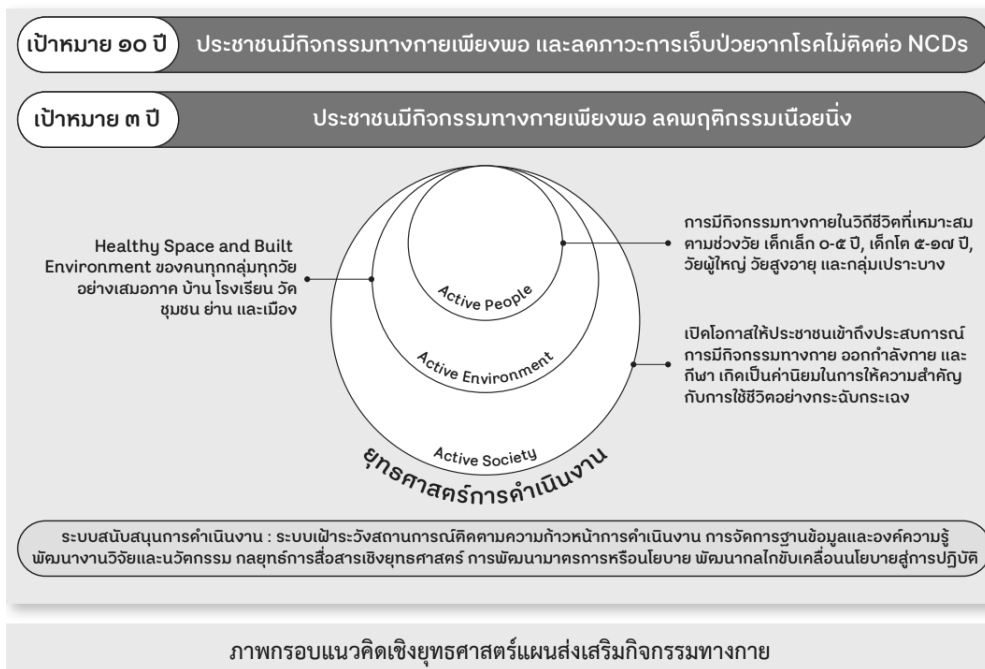 เป้าหมาย ๑๐ ปี
ประชาชนมีกิจกรรมทางกายเพียงพอ และลดภาวะการเจ็บป่วยจากโรคไม่ติดต่อ NCDs
เป้าหมาย ๓ ปี
ประชาชนมีกิจกรรมทางกายเพียงพอ ลดพฤติกรรมเนือยนิ่ง
Healthy Space and Built
Environment ของคนทุกกลุ่มทุกวัย
อย่างเสมอภาค บ้าน โรงเรียน วัด
ชุมชน ย่าน และเมือง
Active People
Active Environment
Active Society
ยุทธศาสตร์การดำเนินงาน
การมีกิจกรรมทางกายในวิถีชีวิตที่เหมาะสม
ตามช่วงวัย เด็กเล็ก ๐-๕ ปี, เด็กโต ๕-๑๗ ปี,
วัยผู้ใหญ่ วัยสูงอายุ และกลุ่มเปราะบาง
เปิดโอกาสให้ประชาชนเข้าถึงประสบการณ์
การมีกิจกรรมทางกาย ออกกำลังกาย และ
กีฬา เกิดเป็นค่านิยมในการให้ความสำคัญ
กับการใช้ชีวิตอย่างกระฉับกระเฉง
ระบบสนับสนุนการดำเนินงาน : ระบบเฝ้าระวังสถานการณ์ติดตามความก้าวหน้าการดำเนินงาน การจัดการฐานข้อมูลและองค์ความรู้
พัฒนางานวิจัยและนวัตกรรม กลยุทธ์การสื่อสารเชิงยุทธศาสตร์ การพัฒนามาตรการหรือนโยบาย พัฒนากลไกขับเคลื่อนนโยบายสู่การปฏิบัติ
ภาพกรอบแนวคิดเชิงยุทธศาสตร์แผนส่งเสริมกิจกรรมทางกาย